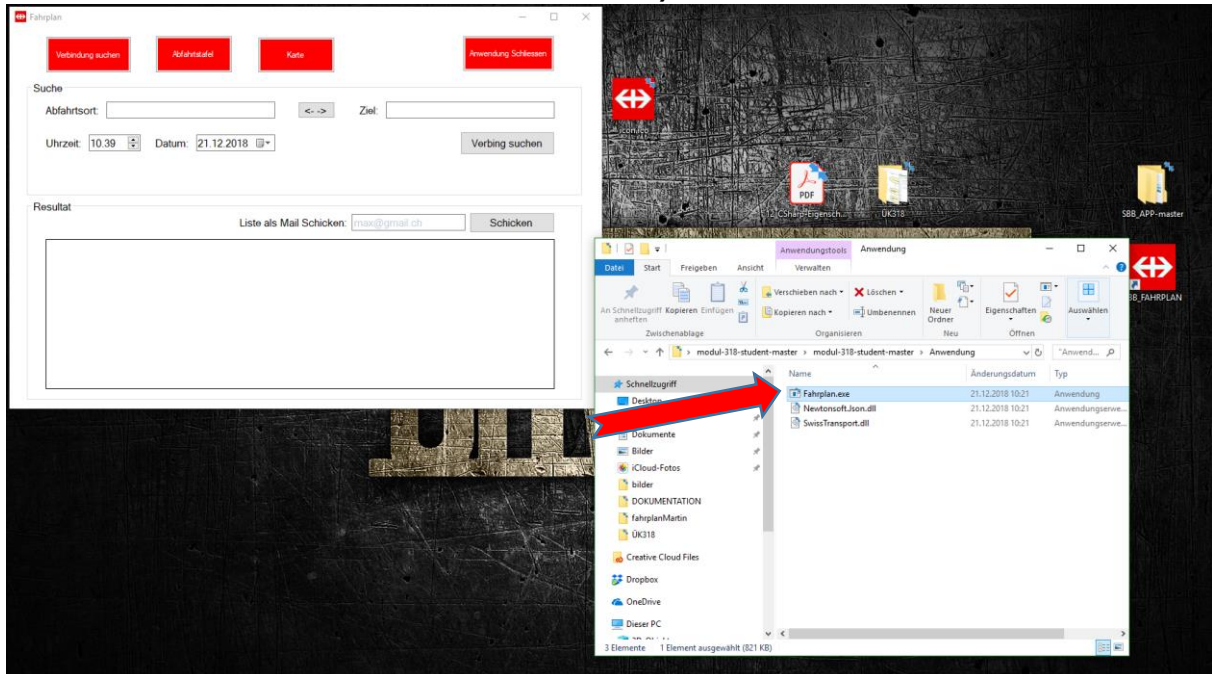 Fahrplan
Verbindung suchen
Abfahrtstafel
Karte
Anwendung Schliessen
Suche
Abfahrtsort:
<- ->
Ziel:
Uhrzeit: 10.39
Datum: 21.12.2018
Verbing suchen
Resultat
Liste als Mail Schicken: max@gmail.ch
Schicken
icon.ico
PDF
ÜK318
SBB_APP-master
Anwendungstools
Anwendung
Datei
Start
Freigeben
Ansicht
Verwalten
An Schnellzugriff anheften
Kopieren
Einfügen
Verschieben nach
Kopieren nach
Löschen
Umbenennen
Neuer Ordner
Eigenschaften
Auswählen
Zwischenablage
Organisieren
Neu
Öffnen
> modul-318-student-master > modul-318-student-master > Anwendung
"Anwend...
Name
Änderungsdatum
Typ
Schnellzugriff
Desktop
Dokumente
Bilder
iCloud-Fotos
bilder
DOKUMENTATION
fahrplanMartin
ÜK318
Creative Cloud Files
Dropbox
OneDrive
Dieser PC
Fahrplan.exe
21.12.2018 10:21
Anwendung
Newtonsoft.Json.dll
21.12.2018 10:21
Anwendungserwe...
SwissTransport.dll
21.12.2018 10:21
Anwendungserwe...
3 Elemente
1 Element ausgewählt (821 KB)